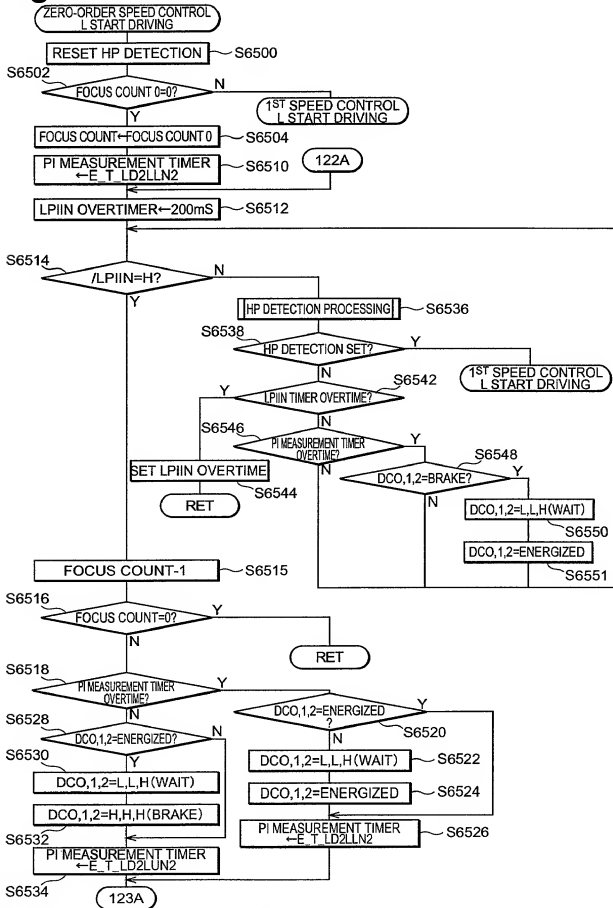 ZERO-ORDER SPEED CONTROL
L START DRIVING
RESET HP DETECTION
S6500
S6502
FOCUS COUNT 0=0?
N
Y
1ST SPEED CONTROL
L START DRIVING
FOCUS COUNT←FOCUS COUNT 0
S6504
PI MEASUREMENT TIMER
←E_T_LD2LLN2
S6510
122A
LPIIN OVERTIMER←200mS
S6512
S6514
/LPIIN=H?
N
Y
HP DETECTION PROCESSING
S6536
S6538
HP DETECTION SET?
Y
N
1ST SPEED CONTROL
L START DRIVING
Y
LPIIN TIMER OVERTIME?
S6542
N
S6546
PI MEASUREMENT TIMER
OVERTIME?
Y
N
SET LPIIN OVERTIME
S6544
RET
S6548
DCO,1,2=BRAKE?
Y
N
DCO,1,2=L,L,H(WAIT)
S6550
DCO,1,2=ENERGIZED
S6551
FOCUS COUNT-1
S6515
S6516
FOCUS COUNT=0?
Y
N
RET
S6518
PI MEASUREMENT TIMER
OVERTIME?
Y
N
DCO,1,2=ENERGIZED
?
Y
S6520
N
S6528
DCO,1,2=ENERGIZED?
N
Y
S6530
DCO,1,2=L,L,H(WAIT)
DCO,1,2=L,L,H(WAIT)
S6522
DCO,1,2=H,H,H(BRAKE)
S6532
DCO,1,2=ENERGIZED
S6524
PI MEASUREMENT TIMER
←E_T_LD2LLN2
S6526
PI MEASUREMENT TIMER
←E_T_LD2LUN2
S6534
123A